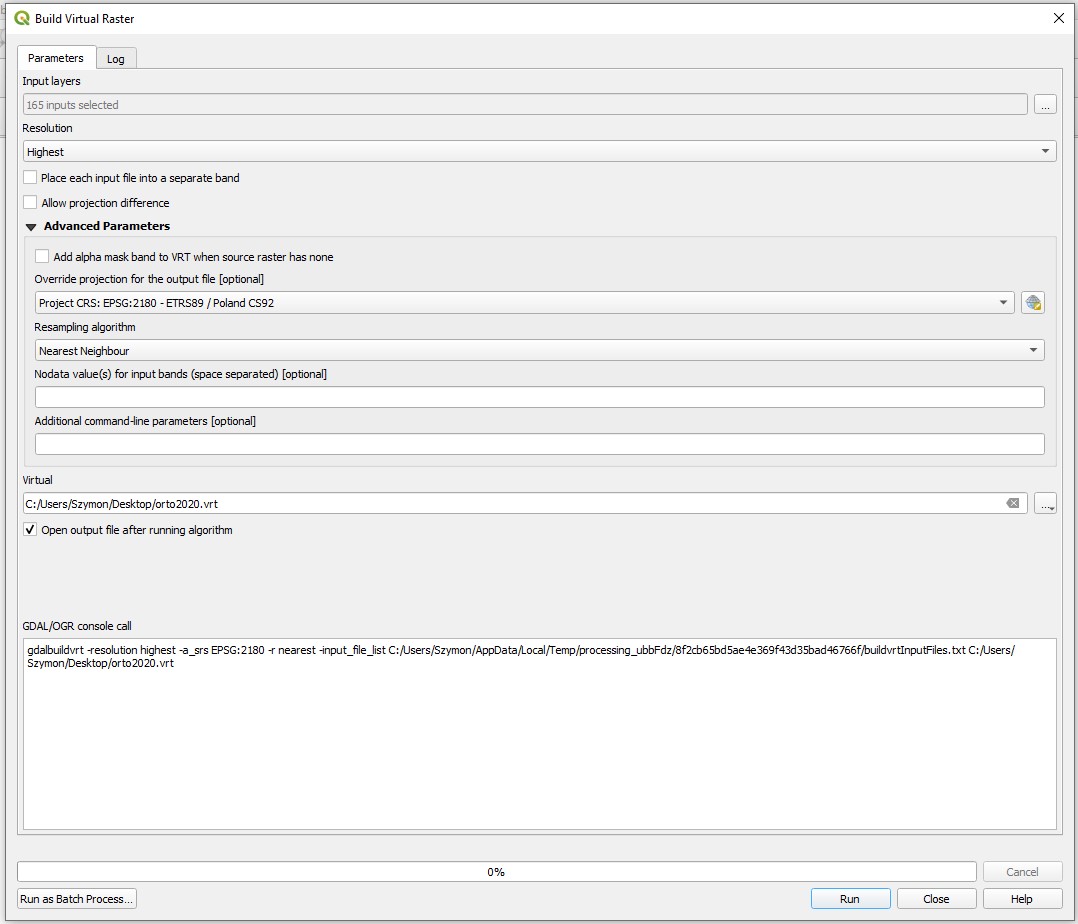 Build Virtual Raster
Parameters
Log
Input layers
165 inputs selected
...
Resolution
Highest
Place each input file into a separate band
Allow projection difference
Advanced Parameters
Add alpha mask band to VRT when source raster has none
Override projection for the output file [optional]
Project CRS: EPSG:2180 - ETRS89 / Poland CS92
Resampling algorithm
Nearest Neighbour
Nodata value(s) for input bands (space separated) [optional]
Additional command-line parameters [optional]
Virtual
C:/Users/Szymon/Desktop/orto2020.vrt
...
Open output file after running algorithm
GDAL/OGR console call
gdalbuildvrt -resolution highest -a_srs EPSG:2180 -r nearest -input_file_list C:/Users/Szymon/AppData/Local/Temp/processing_ubbFdz/8f2cb65bd5ae4e369f43d35bad46766f/buildvrtInputFiles.txt C:/Users/
Szymon/Desktop/orto2020.vrt
0%
Cancel
Run as Batch Process...
Run
Close
Help